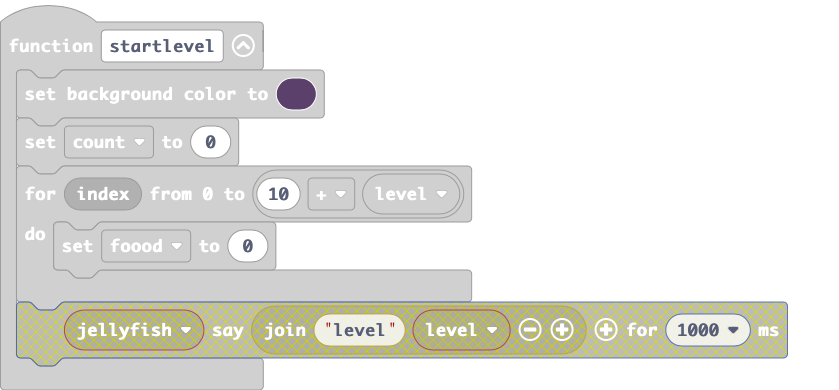 function startlevel
set background color to
set count to 0
for index from 0 to 10 + level
do set foood to 0
jellyfish say join "level" level for 1000 ms